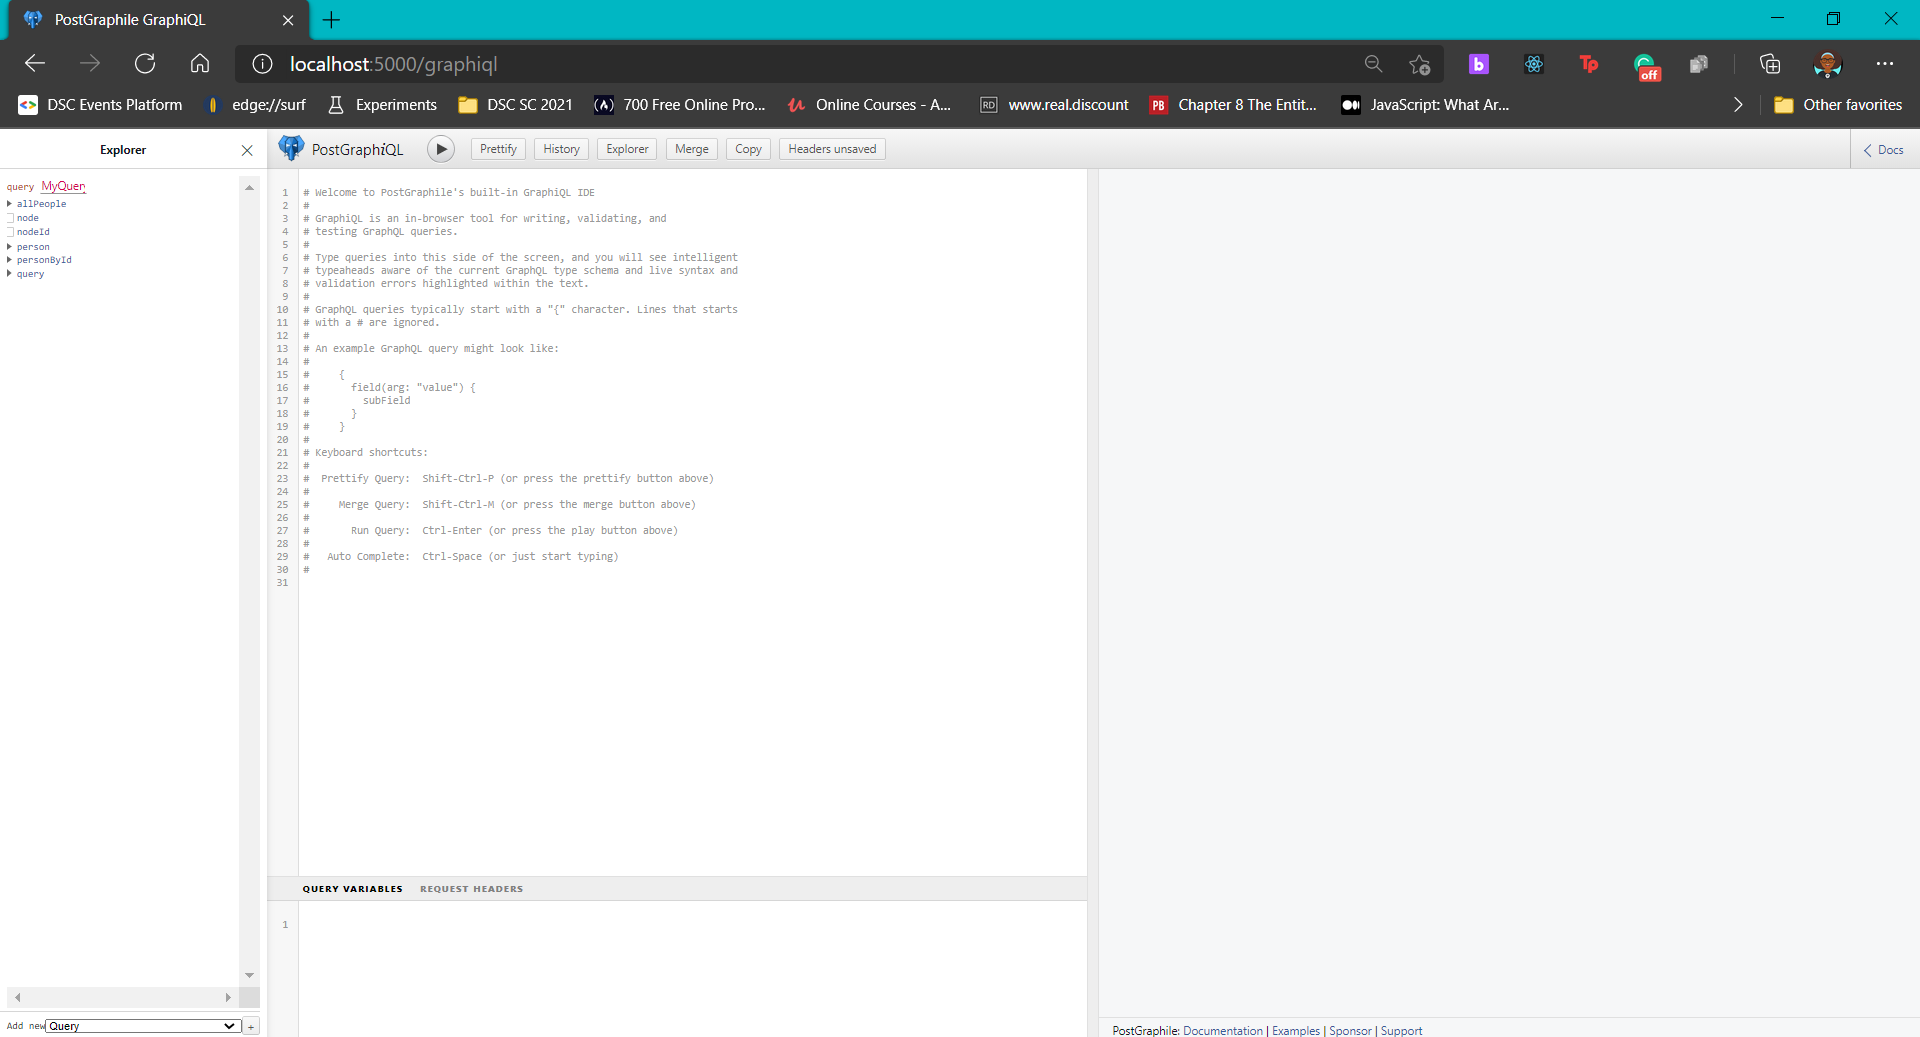 PostGraphile GraphiQL
localhost:5000/graphiql
b
Tp
off
DSC Events Platform
edge://surf
Experiments
DSC SC 2021
700 Free Online Pro...
Online Courses - A...
RD
www.real.discount
PB
Chapter 8 The Entit...
JavaScript: What Ar...
Other favorites
Explorer
PostGraphiQL
Prettify
History
Explorer
Merge
Copy
Headers unsaved
Docs
query MyQuery
allPeople
node
nodeId
person
personById
query
1 # Welcome to PostGraphile's built-in GraphiQL IDE
2 #
3 # GraphiQL is an in-browser tool for writing, validating, and
4 # testing GraphQL queries.
5 #
6 # Type queries into this side of the screen, and you will see intelligent
7 # typeaheads aware of the current GraphQL type schema and live syntax and
8 # validation errors highlighted within the text.
9 #
10 # GraphQL queries typically start with a "{" character. Lines that starts
11 # with a # are ignored.
12 #
13 # An example GraphQL query might look like:
14 #
15 #     {
16 #       field(arg: "value") {
17 #         subField
18 #       }
19 #     }
20 #
21 # Keyboard shortcuts:
22 #
23 #  Prettify Query:  Shift-Ctrl-P (or press the prettify button above)
24 #
25 #     Merge Query:  Shift-Ctrl-M (or press the merge button above)
26 #
27 #       Run Query:  Ctrl-Enter (or press the play button above)
28 #
29 #   Auto Complete:  Ctrl-Space (or just start typing)
30 #
31
QUERY VARIABLES
REQUEST HEADERS
1
Add new Query +
PostGraphile: Documentation | Examples | Sponsor | Support